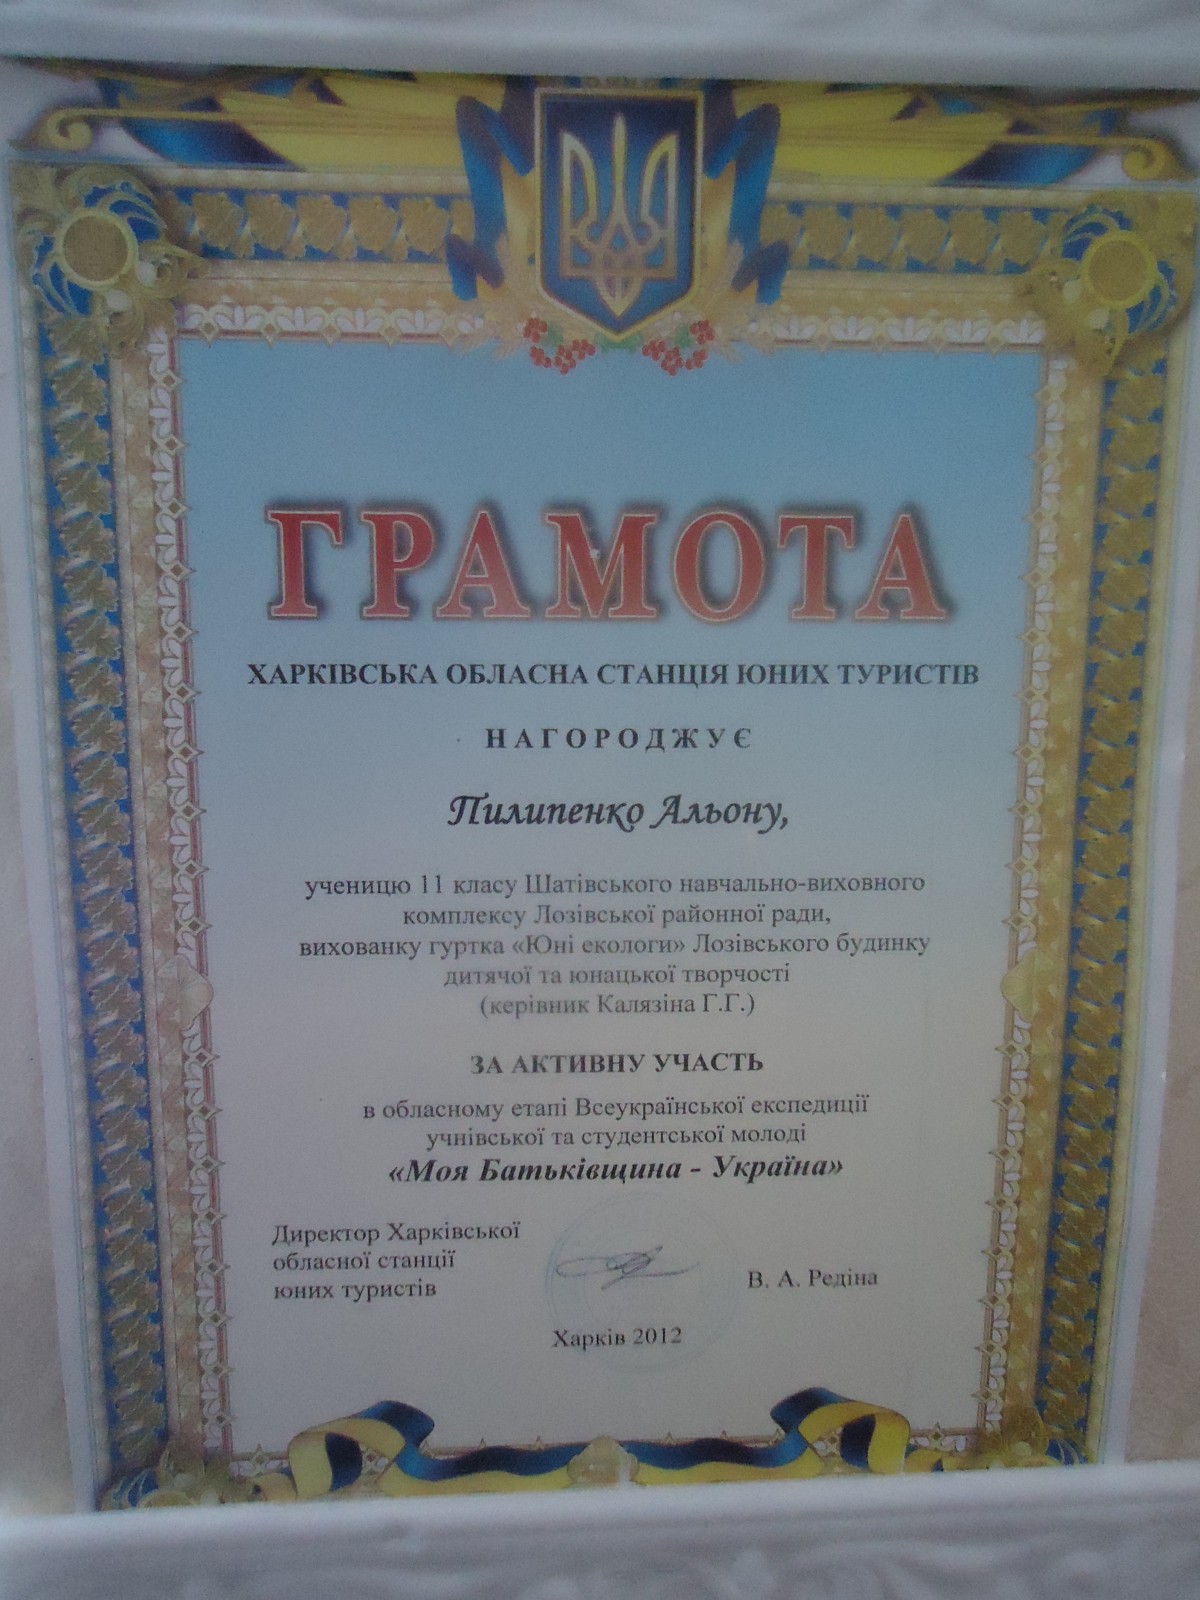 ГРАМОТА
ХАРКІВСЬКА ОБЛАСНА СТАНЦІЯ ЮНИХ ТУРИСТІВ
НАГОРОДЖУЄ
Пилипенко Альону,
ученицю 11 класу Шатівського навчально-виховного
комплексу Лозівської районної ради,
вихованку гуртка «Юні екологи» Лозівського будинку
дитячої та юнацької творчості
(керівник Калязіна Г.Г.)
ЗА АКТИВНУ УЧАСТЬ
в обласному етапі Всеукраїнської експедиції
учнівської та студентської молоді
«Моя Батьківщина - Україна»
Директор Харківської
обласної станції
юних туристів
В. А. Редіна
Харків 2012